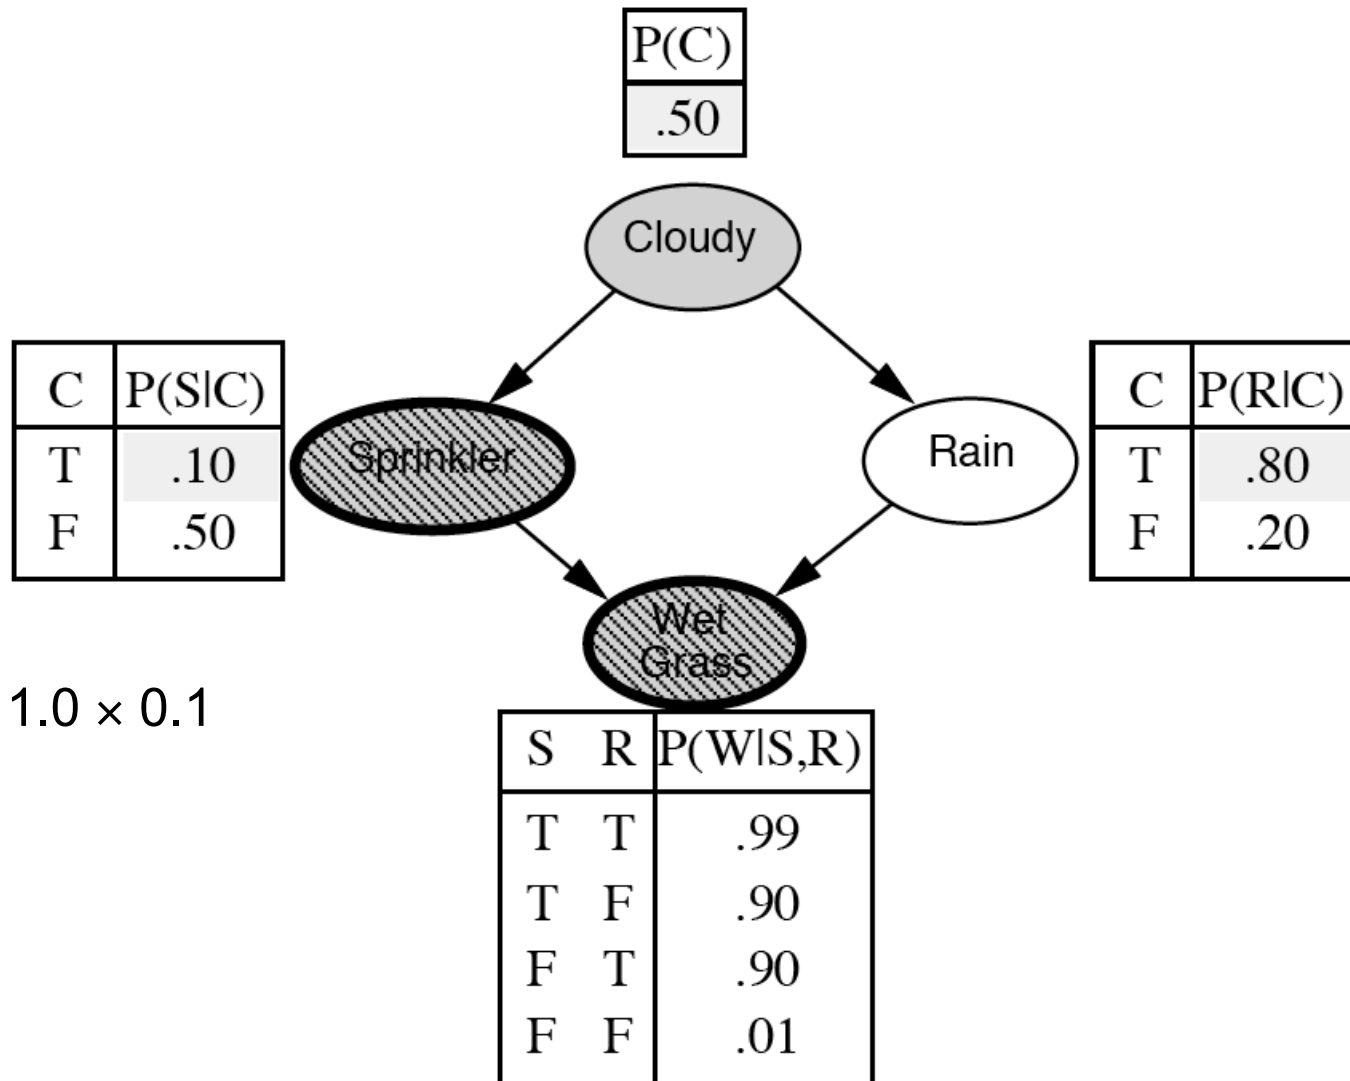 P(C)
.50
Cloudy
C P(S|C)
T .10
F .50
Sprinkler
Rain
C P(R|C)
T .80
F .20
Wet
Grass
1.0 × 0.1
S R P(W|S,R)
T T .99
T F .90
F T .90
F F .01